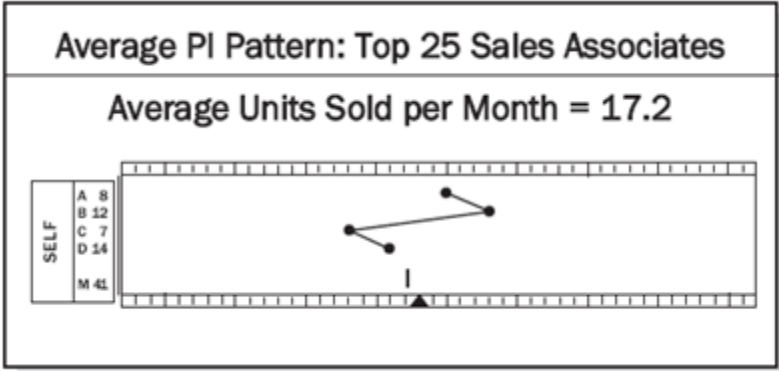 Average PI Pattern: Top 25 Sales Associates
Average Units Sold per Month = 17.2
SELF
A 8
B 12
C 7
D 14
M 41